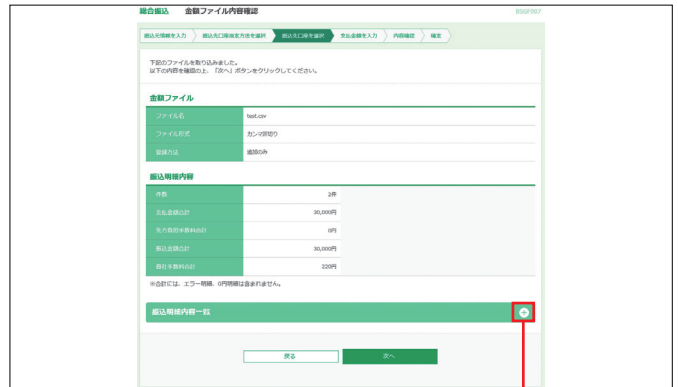 総合振込 金額ファイル内容確認 BSGF007
振込元情報を入力 振込先口座指定方法を選択 振込先口座を選択 支払金額を入力 内容確認 確定
下記のファイルを取り込みました。
以下の内容を確認の上、「次へ」ボタンをクリックしてください。
金額ファイル
ファイル名 test.csv
ファイル形式 カンマ区切り
登録方法 追加のみ
振込明細内容
件数 2件
支払金額合計 30,000円
先方負担手数料合計 0円
振込金額合計 30,000円
当社手数料合計 220円
※合計には、エラー明細、0円明細は含まれません。
振込明細内容一覧
戻る 次へ